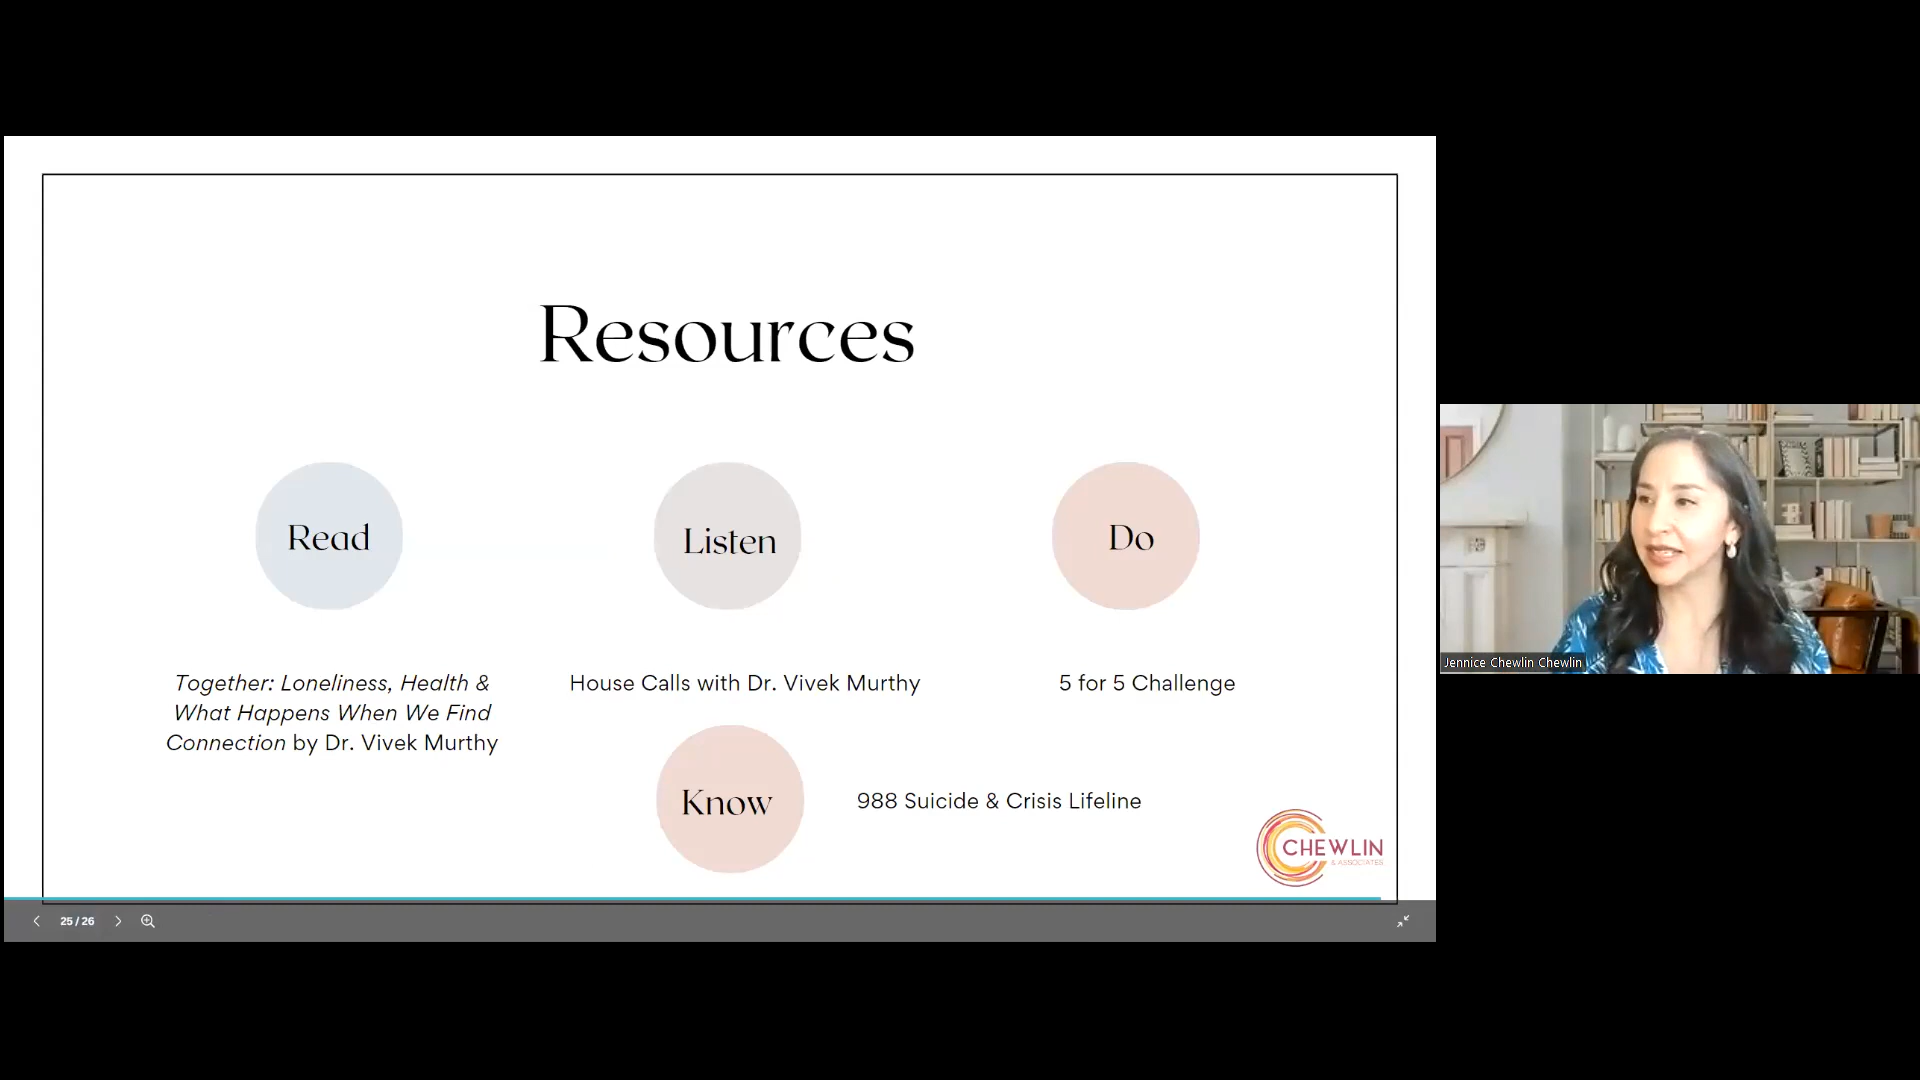 Resources
Read
Listen
Do
Together: Loneliness, Health &
What Happens When We Find
Connection by Dr. Vivek Murthy
House Calls with Dr. Vivek Murthy
5 for 5 Challenge
Know
988 Suicide & Crisis Lifeline
CHEWLIN
& ASSOCIATES
25 / 26
Jennice Chewlin Chewlin